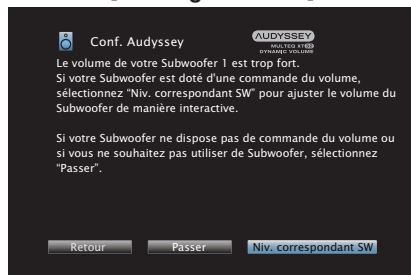 Conf. Audyssey
AUDYSSEY
MULTEQ XT32
DYNAMIC VOLUME
Le volume de votre Subwoofer 1 est trop fort.
Si votre Subwoofer est doté d'une commande du volume,
sélectionnez “Niv. correspondant SW” pour ajuster le volume du
Subwoofer de manière interactive.
Si votre Subwoofer ne dispose pas de commande du volume ou
si vous ne souhaitez pas utiliser de Subwoofer, sélectionnez
“Passer”.
Retour Passer Niv. correspondant SW